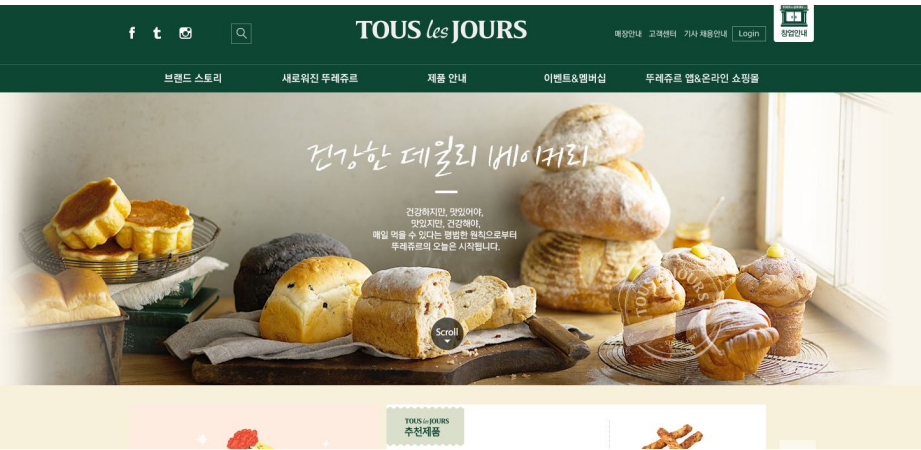 TOUS les JOURS
매장안내 고객센터 기사 채용안내 Login
창업안내
브랜드 스토리 새로워진 뚜레쥬르 제품 안내 이벤트&멤버십 뚜레쥬르 앱&온라인 쇼핑몰
건강한 데일리 베이커리
건강하지만, 맛있어야,
맛있지만, 건강해야,
매일 먹을 수 있다는 평범한 원칙으로부터
뚜레쥬르의 오늘은 시작됩니다.
Scroll
TOUS les JOURS
추천제품